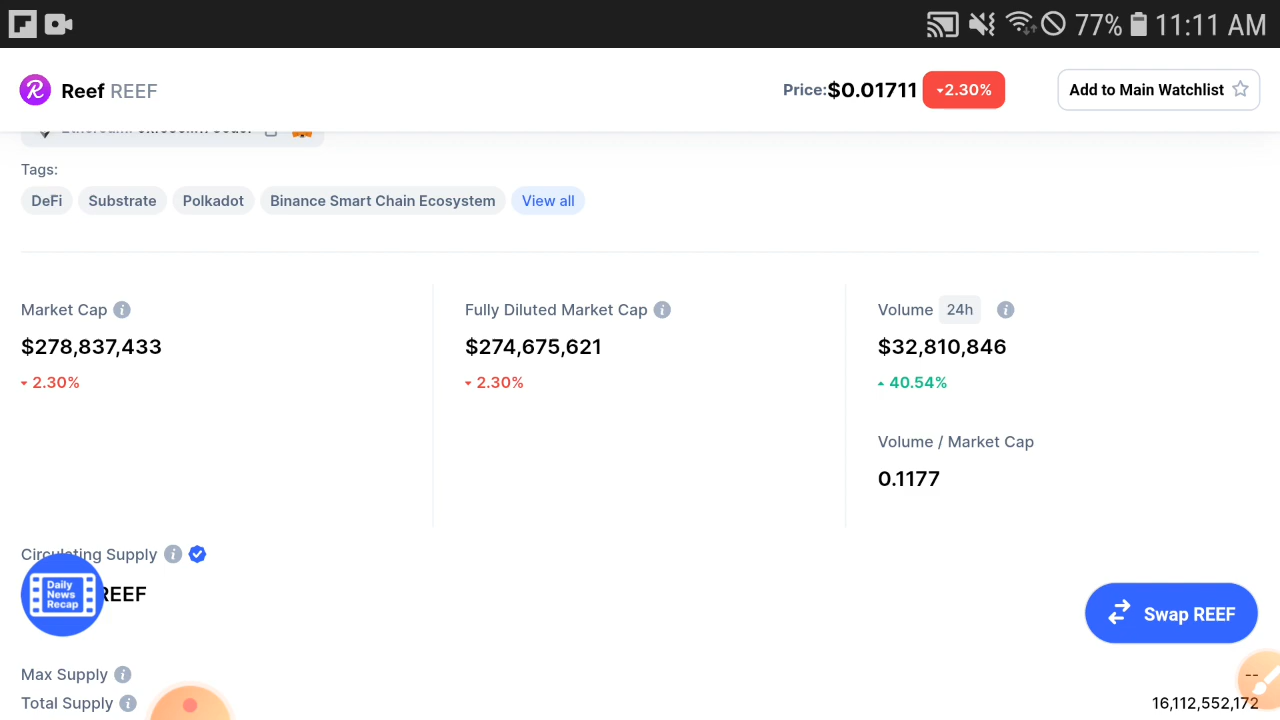 77% 11:11 AM
Reef REEF
Price:$0.01711 2.30%
Add to Main Watchlist
Tags:
DeFi Substrate Polkadot Binance Smart Chain Ecosystem View all
Market Cap
$278,837,433
2.30%
Fully Diluted Market Cap
$274,675,621
2.30%
Volume 24h
$32,810,846
40.54%
Volume / Market Cap
0.1177
Circulating Supply
REEF
Daily
News
Recap
Swap REEF
Max Supply --
Total Supply 16,112,552,172